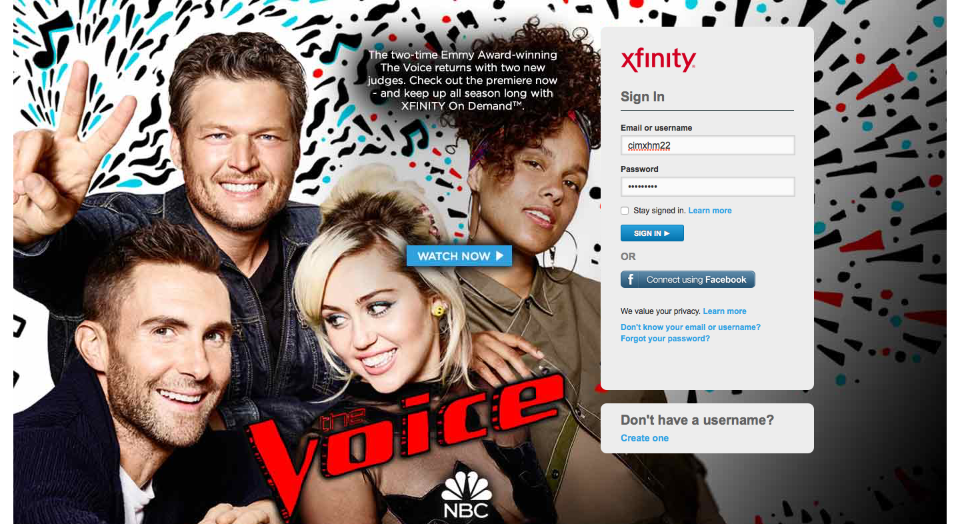 The two-time Emmy Award-winning
The Voice returns with two new
judges. Check out the premiere now
- and keep up all season long with
XFINITY On Demand™.
WATCH NOW
the
Voice
NBC
xfinity
Sign In
Email or username
cimxhm22
Password
•••••••••
Stay signed in. Learn more
SIGN IN
OR
f Connect using Facebook
We value your privacy. Learn more
Don't know your email or username?
Forgot your password?
Don't have a username?
Create one